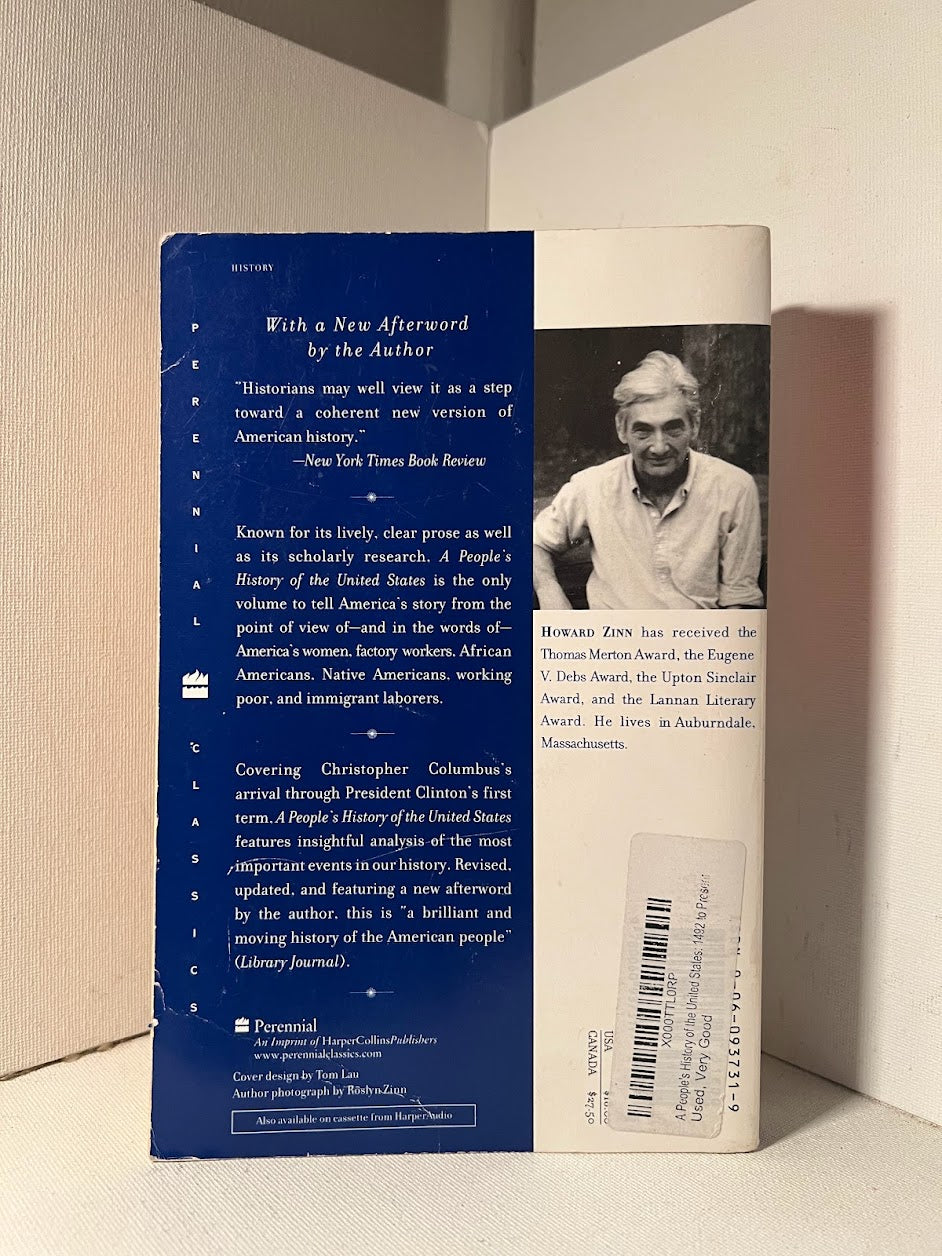 HISTORY
PERENNIAL
CLASSICS
With a New Afterword
by the Author
"Historians may well view it as a step
toward a coherent new version of
American history."
—New York Times Book Review
Known for its lively, clear prose as well
as its scholarly research, A People's
History of the United States is the only
volume to tell America's story from the
point of view of—and in the words of—
America's women, factory workers, African
Americans, Native Americans, working
poor, and immigrant laborers.
Covering Christopher Columbus's
arrival through President Clinton's first
term, A People's History of the United States
features insightful analysis of the most
important events in our history. Revised,
updated, and featuring a new afterword
by the author, this is "a brilliant and
moving history of the American people"
(Library Journal).
Perennial
An Imprint of HarperCollinsPublishers
www.perennialclassics.com
Cover design by Tom Lau
Author photograph by Roslyn Zinn
Also available on cassette from HarperAudio
HOWARD ZINN has received the
Thomas Merton Award, the Eugene
V. Debs Award, the Upton Sinclair
Award, and the Lannan Literary
Award. He lives in Auburndale,
Massachusetts.
USA
CANADA $27.50
X000TTL0RP
A People's History of the United States: 1492 to Present
Used, Very Good
0-06-093731-9